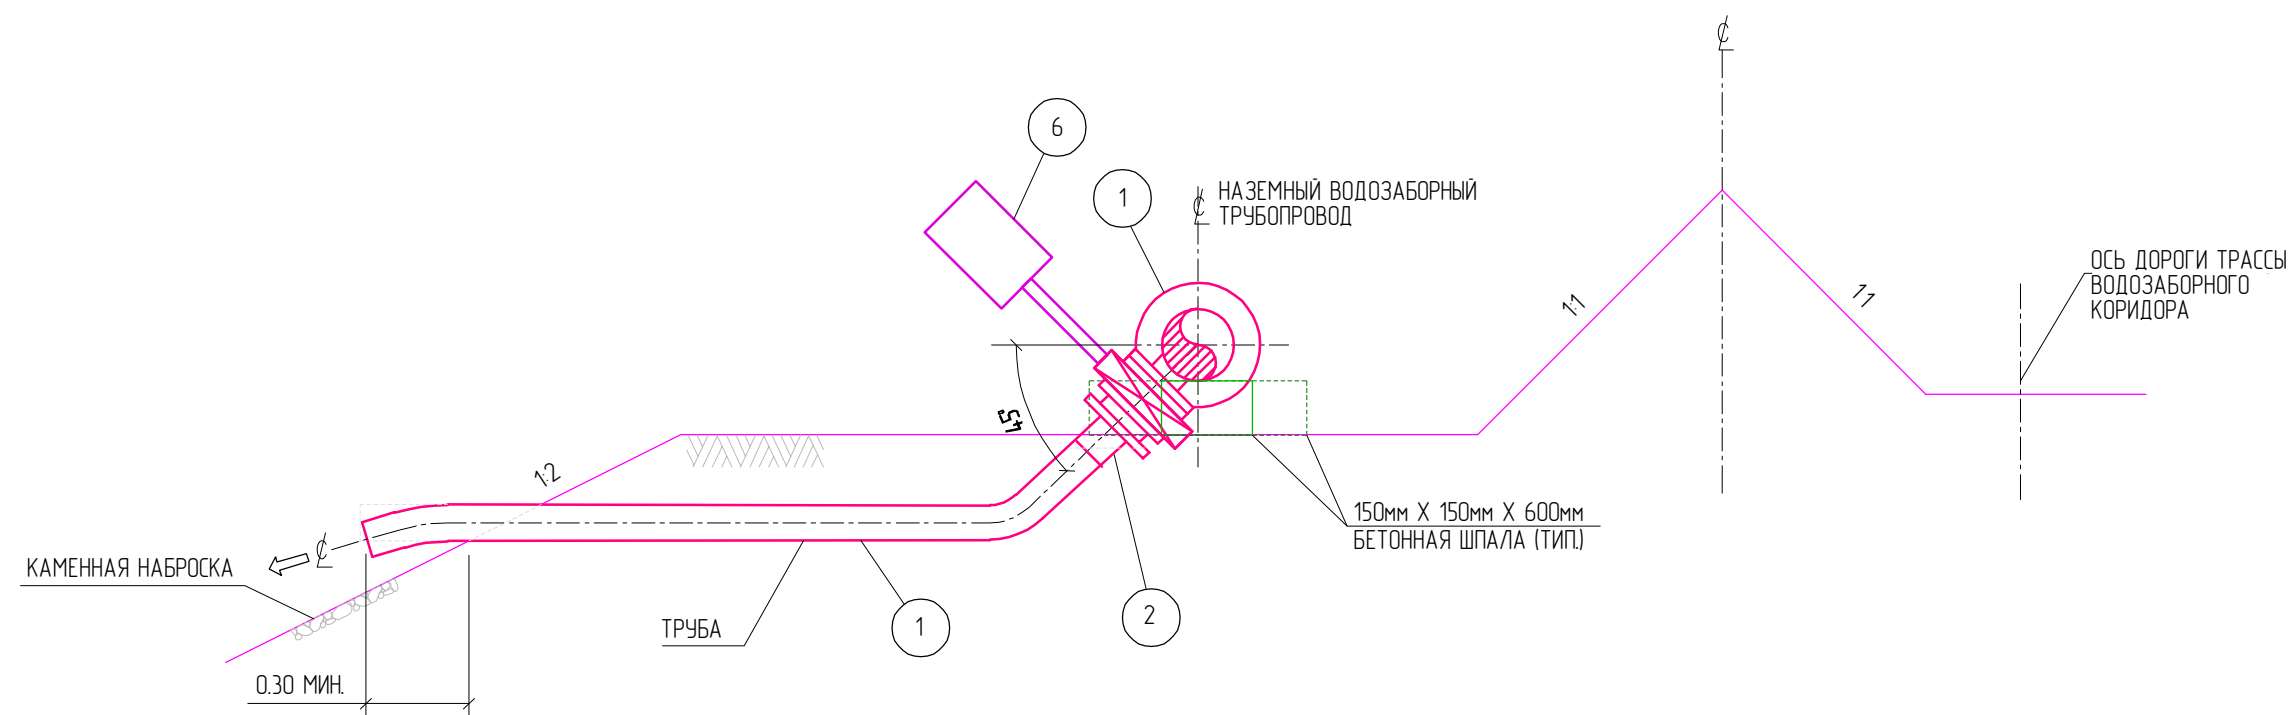 6
1
НАЗЕМНЫЙ ВОДОЗАБОРНЫЙ
ТРУБОПРОВОД
ОСЬ ДОРОГИ ТРАССЫ
ВОДОЗАБОРНОГО
КОРИДОРА
1:1
1:1
45°
1:2
150мм X 150мм X 600мм
БЕТОННАЯ ШПАЛА (ТИП.)
КАМЕННАЯ НАБРОСКА
ТРУБА
1
2
0.30 МИН.